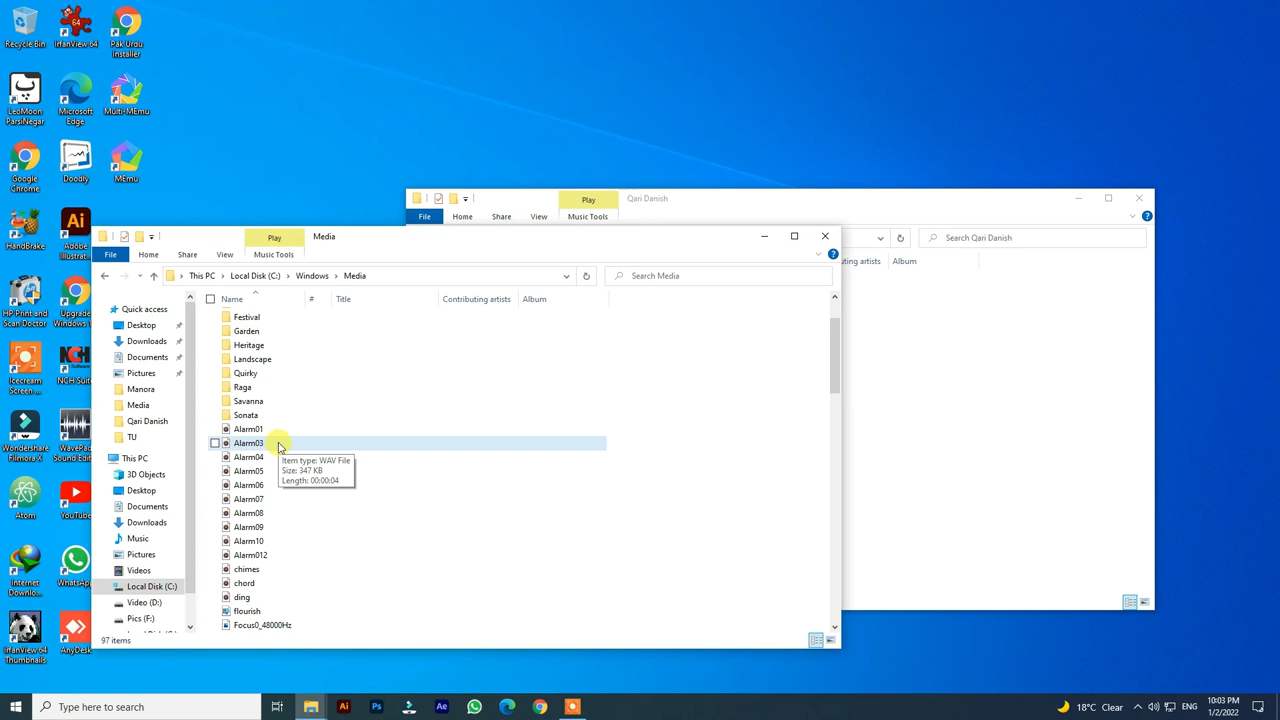 Recycle Bin
IrfanView 64
Pak Urdu
Installer
LeoMoon
ParsiNegar
Microsoft
Edge
Multi-MEmu
Google
Chrome
Doodly
MEmu
HandBrake
Adobe
Illustrat...
HP Print and
Scan Doctor
Upgrade
Windows
Icecream
Screen ...
NCH Suite
Wondershare
Filmora X
WavePad
Sound Edit...
Atom
YouTube
Internet
Downlo...
WhatsApp
IrfanView 64
Thumbnails
AnyDesk
Play
Qari Danish
File
Home
Share
View
Music Tools
Search Qari Danish
uting artists
Album
Play
Media
File
Home
Share
View
Music Tools
This PC
Local Disk (C:)
Windows
Media
Search Media
Name
#
Title
Contributing artists
Album
Quick access
Desktop
Downloads
Documents
Pictures
Manora
Media
Qari Danish
TU
This PC
3D Objects
Desktop
Documents
Downloads
Music
Pictures
Videos
Local Disk (C:)
Video (D:)
Pics (F:)
Festival
Garden
Heritage
Landscape
Quirky
Raga
Savanna
Sonata
Alarm01
Alarm03
Alarm04
Alarm05
Alarm06
Alarm07
Alarm08
Alarm09
Alarm10
Alarm012
chimes
chord
ding
flourish
Focus0_48000Hz
Item type: WAV File
Size: 347 KB
Length: 00:00:04
97 items
Type here to search
18°C Clear
ENG
10:03 PM
1/2/2022